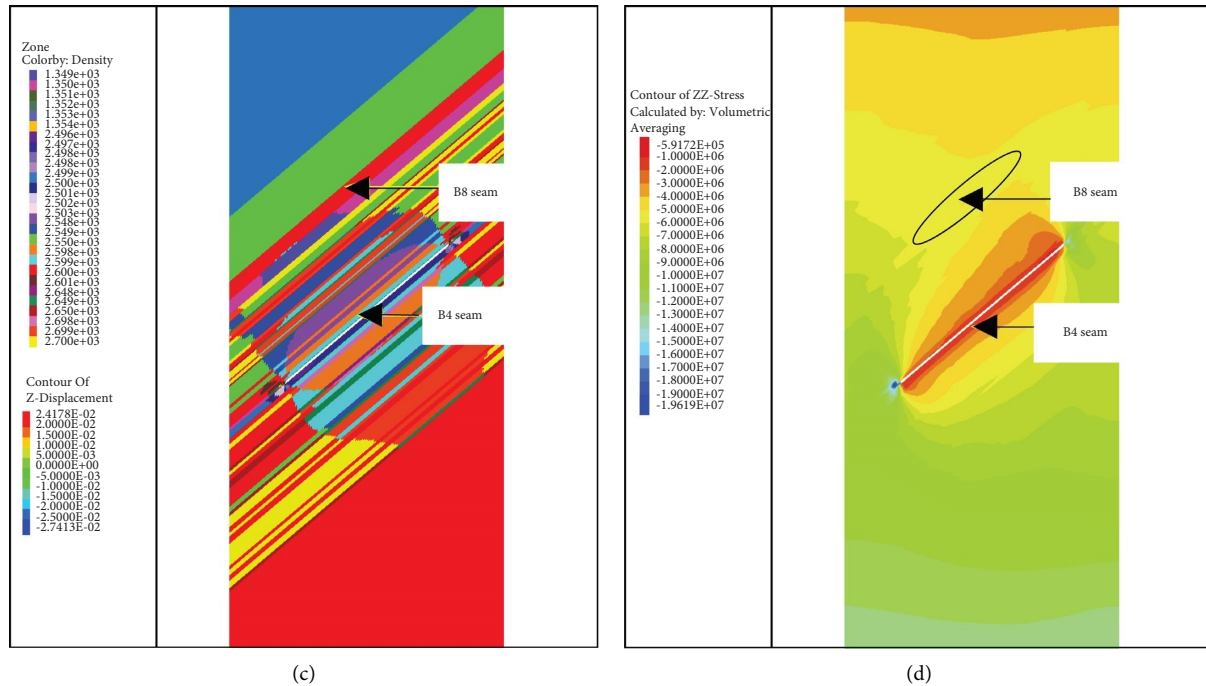 Zone
Colorby: Density
1.349e+03
1.350e+03
1.351e+03
1.352e+03
1.353e+03
1.354e+03
2.496e+03
2.497e+03
2.498e+03
2.499e+03
2.500e+03
2.501e+03
2.502e+03
2.503e+03
2.548e+03
2.549e+03
2.550e+03
2.598e+03
2.599e+03
2.600e+03
2.601e+03
2.648e+03
2.649e+03
2.650e+03
2.698e+03
2.699e+03
2.700e+03
Contour Of
Z-Displacement
2.4178E-02
2.0000E-02
1.5000E-02
1.0000E-02
5.0000E-03
0.0000E+00
-5.0000E-03
-1.0000E-02
-1.5000E-02
-2.0000E-02
-2.5000E-02
-2.7413E-02
B8 seam
B4 seam
(c)
Contour of ZZ-Stress
Calculated by: Volumetric
Averaging
-5.9172E+05
-1.0000E+06
-2.0000E+06
-3.0000E+06
-4.0000E+06
-5.0000E+06
-6.0000E+06
-7.0000E+06
-8.0000E+06
-9.0000E+06
-1.0000E+07
-1.1000E+07
-1.2000E+07
-1.3000E+07
-1.4000E+07
-1.5000E+07
-1.6000E+07
-1.7000E+07
-1.8000E+07
-1.9000E+07
-1.9619E+07
B8 seam
B4 seam
(d)